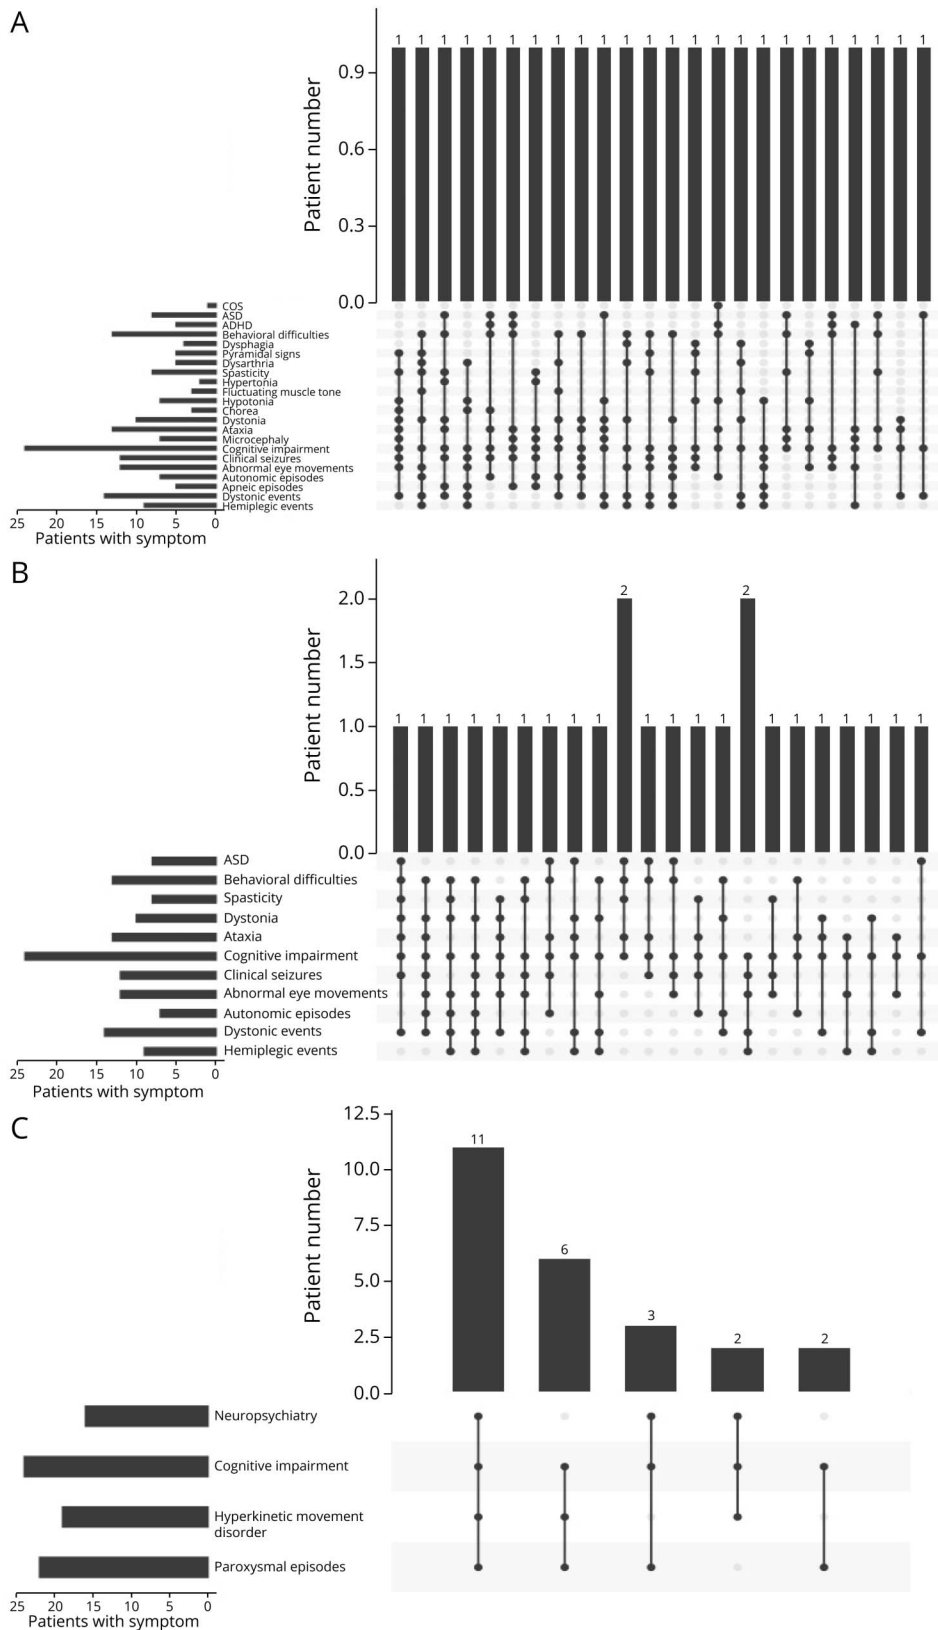 A
Patient number
1 1 1 1 1 1 1 1 1 1 1 1 1 1 1 1 1 1 1 1 1 1 1 1
0.9
0.6
0.3
0.0
COS
ASD
ADHD
Behavioral difficulties
Dysphagia
Pyramidal signs
Dysarthria
Spasticity
Hypertonia
Fluctuating muscle tone
Hypotonia
Chorea
Dystonia
Ataxia
Microcephaly
Cognitive impairment
Clinical seizures
Abnormal eye movements
Autonomic episodes
Apneic episodes
Dystonic events
Hemiplegic events
25 20 15 10 5 0
Patients with symptom
B
Patient number
2.0
1.5
1.0
0.5
0.0
1 1 1 1 1 1 1 1 1 2 1 1 1 1 2 1 1 1 1 1 1 1
ASD
Behavioral difficulties
Spasticity
Dystonia
Ataxia
Cognitive impairment
Clinical seizures
Abnormal eye movements
Autonomic episodes
Dystonic events
Hemiplegic events
25 20 15 10 5 0
Patients with symptom
C
Patient number
12.5
10.0
7.5
5.0
2.5
0.0
11 6 3 2 2
Neuropsychiatry
Cognitive impairment
Hyperkinetic movement
disorder
Paroxysmal episodes
25 20 15 10 5 0
Patients with symptom